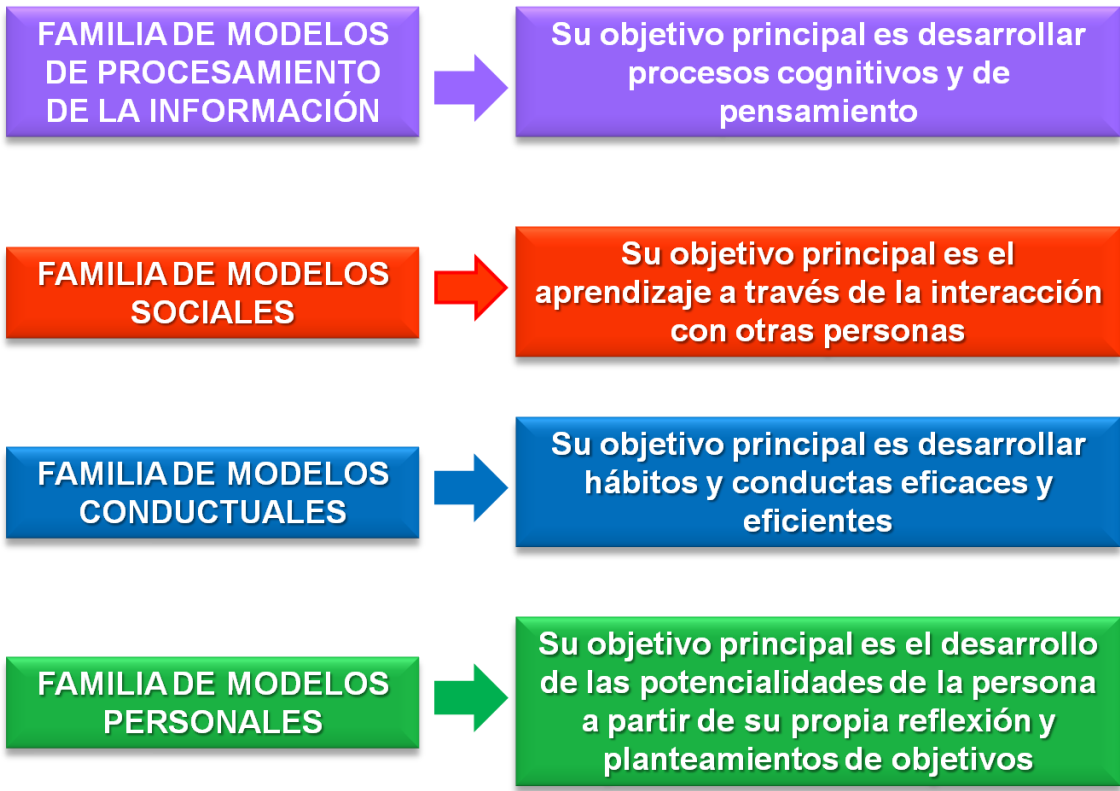 FAMILIA DE MODELOS
DE PROCESAMIENTO
DE LA INFORMACIÓN
Su objetivo principal es desarrollar
procesos cognitivos y de
pensamiento
FAMILIA DE MODELOS
SOCIALES
Su objetivo principal es el
aprendizaje a través de la interacción
con otras personas
FAMILIA DE MODELOS
CONDUCTUALES
Su objetivo principal es desarrollar
hábitos y conductas eficaces y
eficientes
FAMILIA DE MODELOS
PERSONALES
Su objetivo principal es el desarrollo
de las potencialidades de la persona
a partir de su propia reflexión y
planteamientos de objetivos